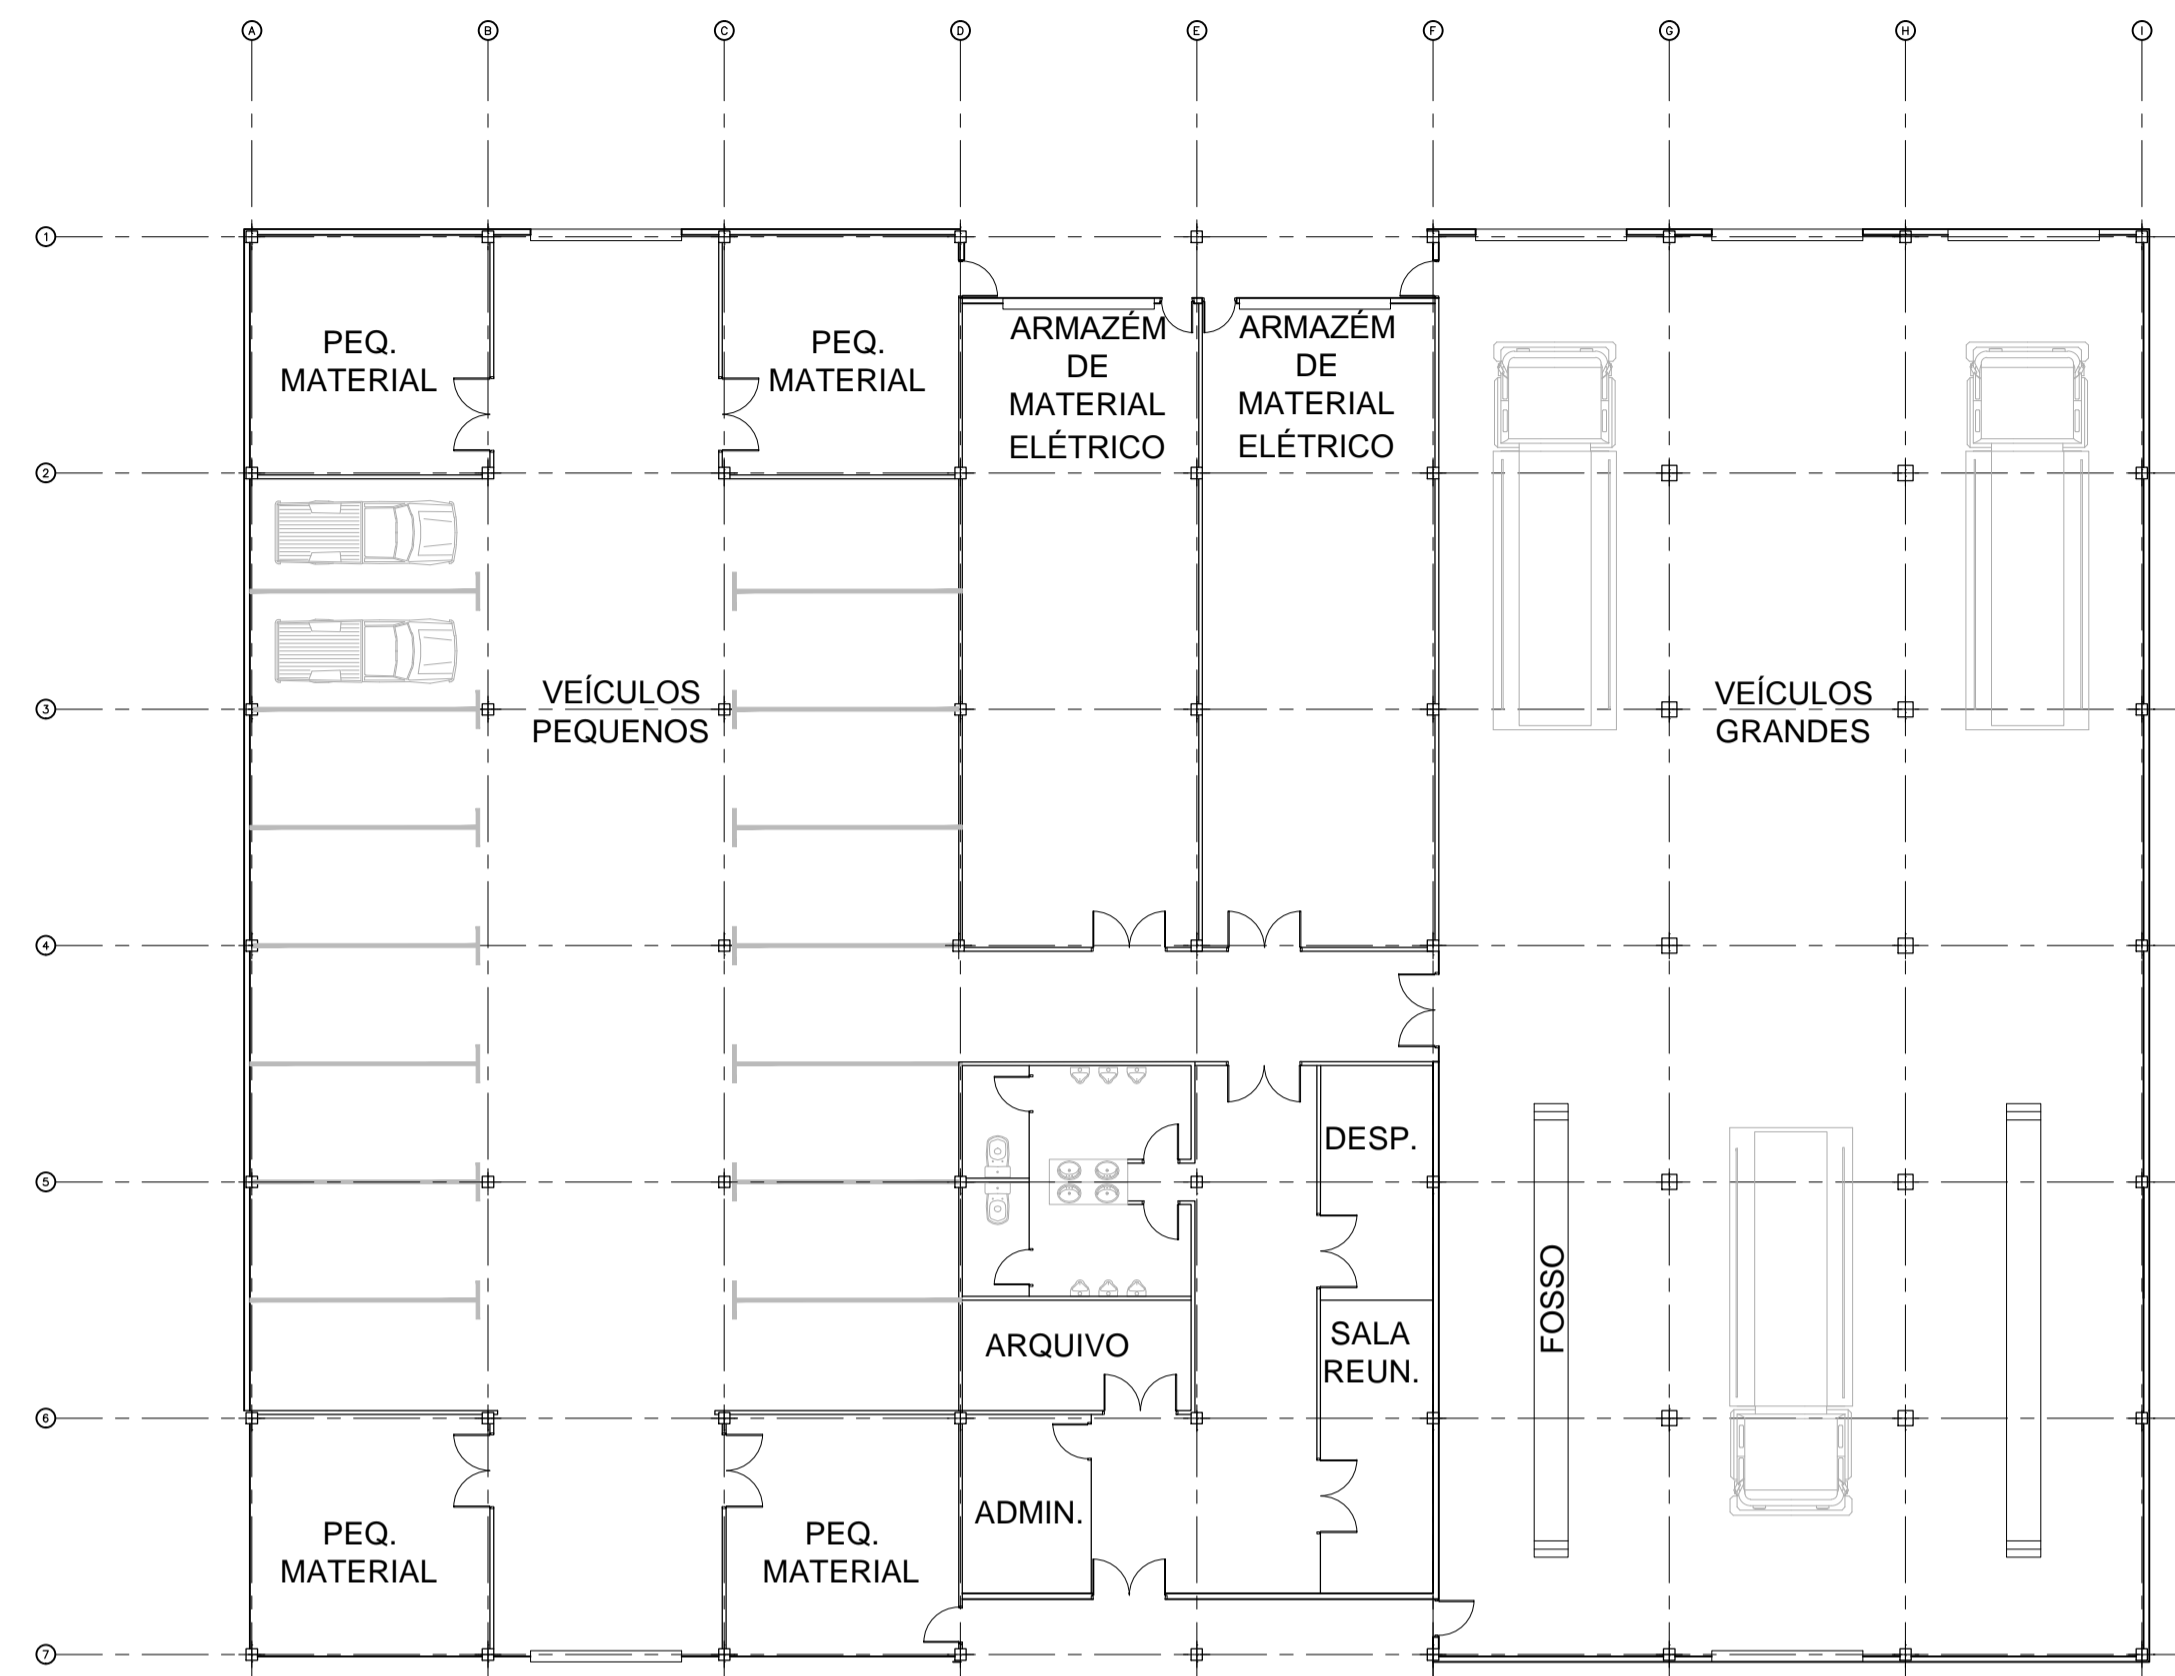 A
B
C
D
E
F
G
H
I
1
PEQ.
MATERIAL
PEQ.
MATERIAL
ARMAZÉM
DE
MATERIAL
ELÉTRICO
ARMAZÉM
DE
MATERIAL
ELÉTRICO
2
3
VEÍCULOS
PEQUENOS
VEÍCULOS
GRANDES
4
DESP.
5
FOSSO
ARQUIVO
SALA
REUN.
6
ADMIN.
PEQ.
MATERIAL
PEQ.
MATERIAL
7